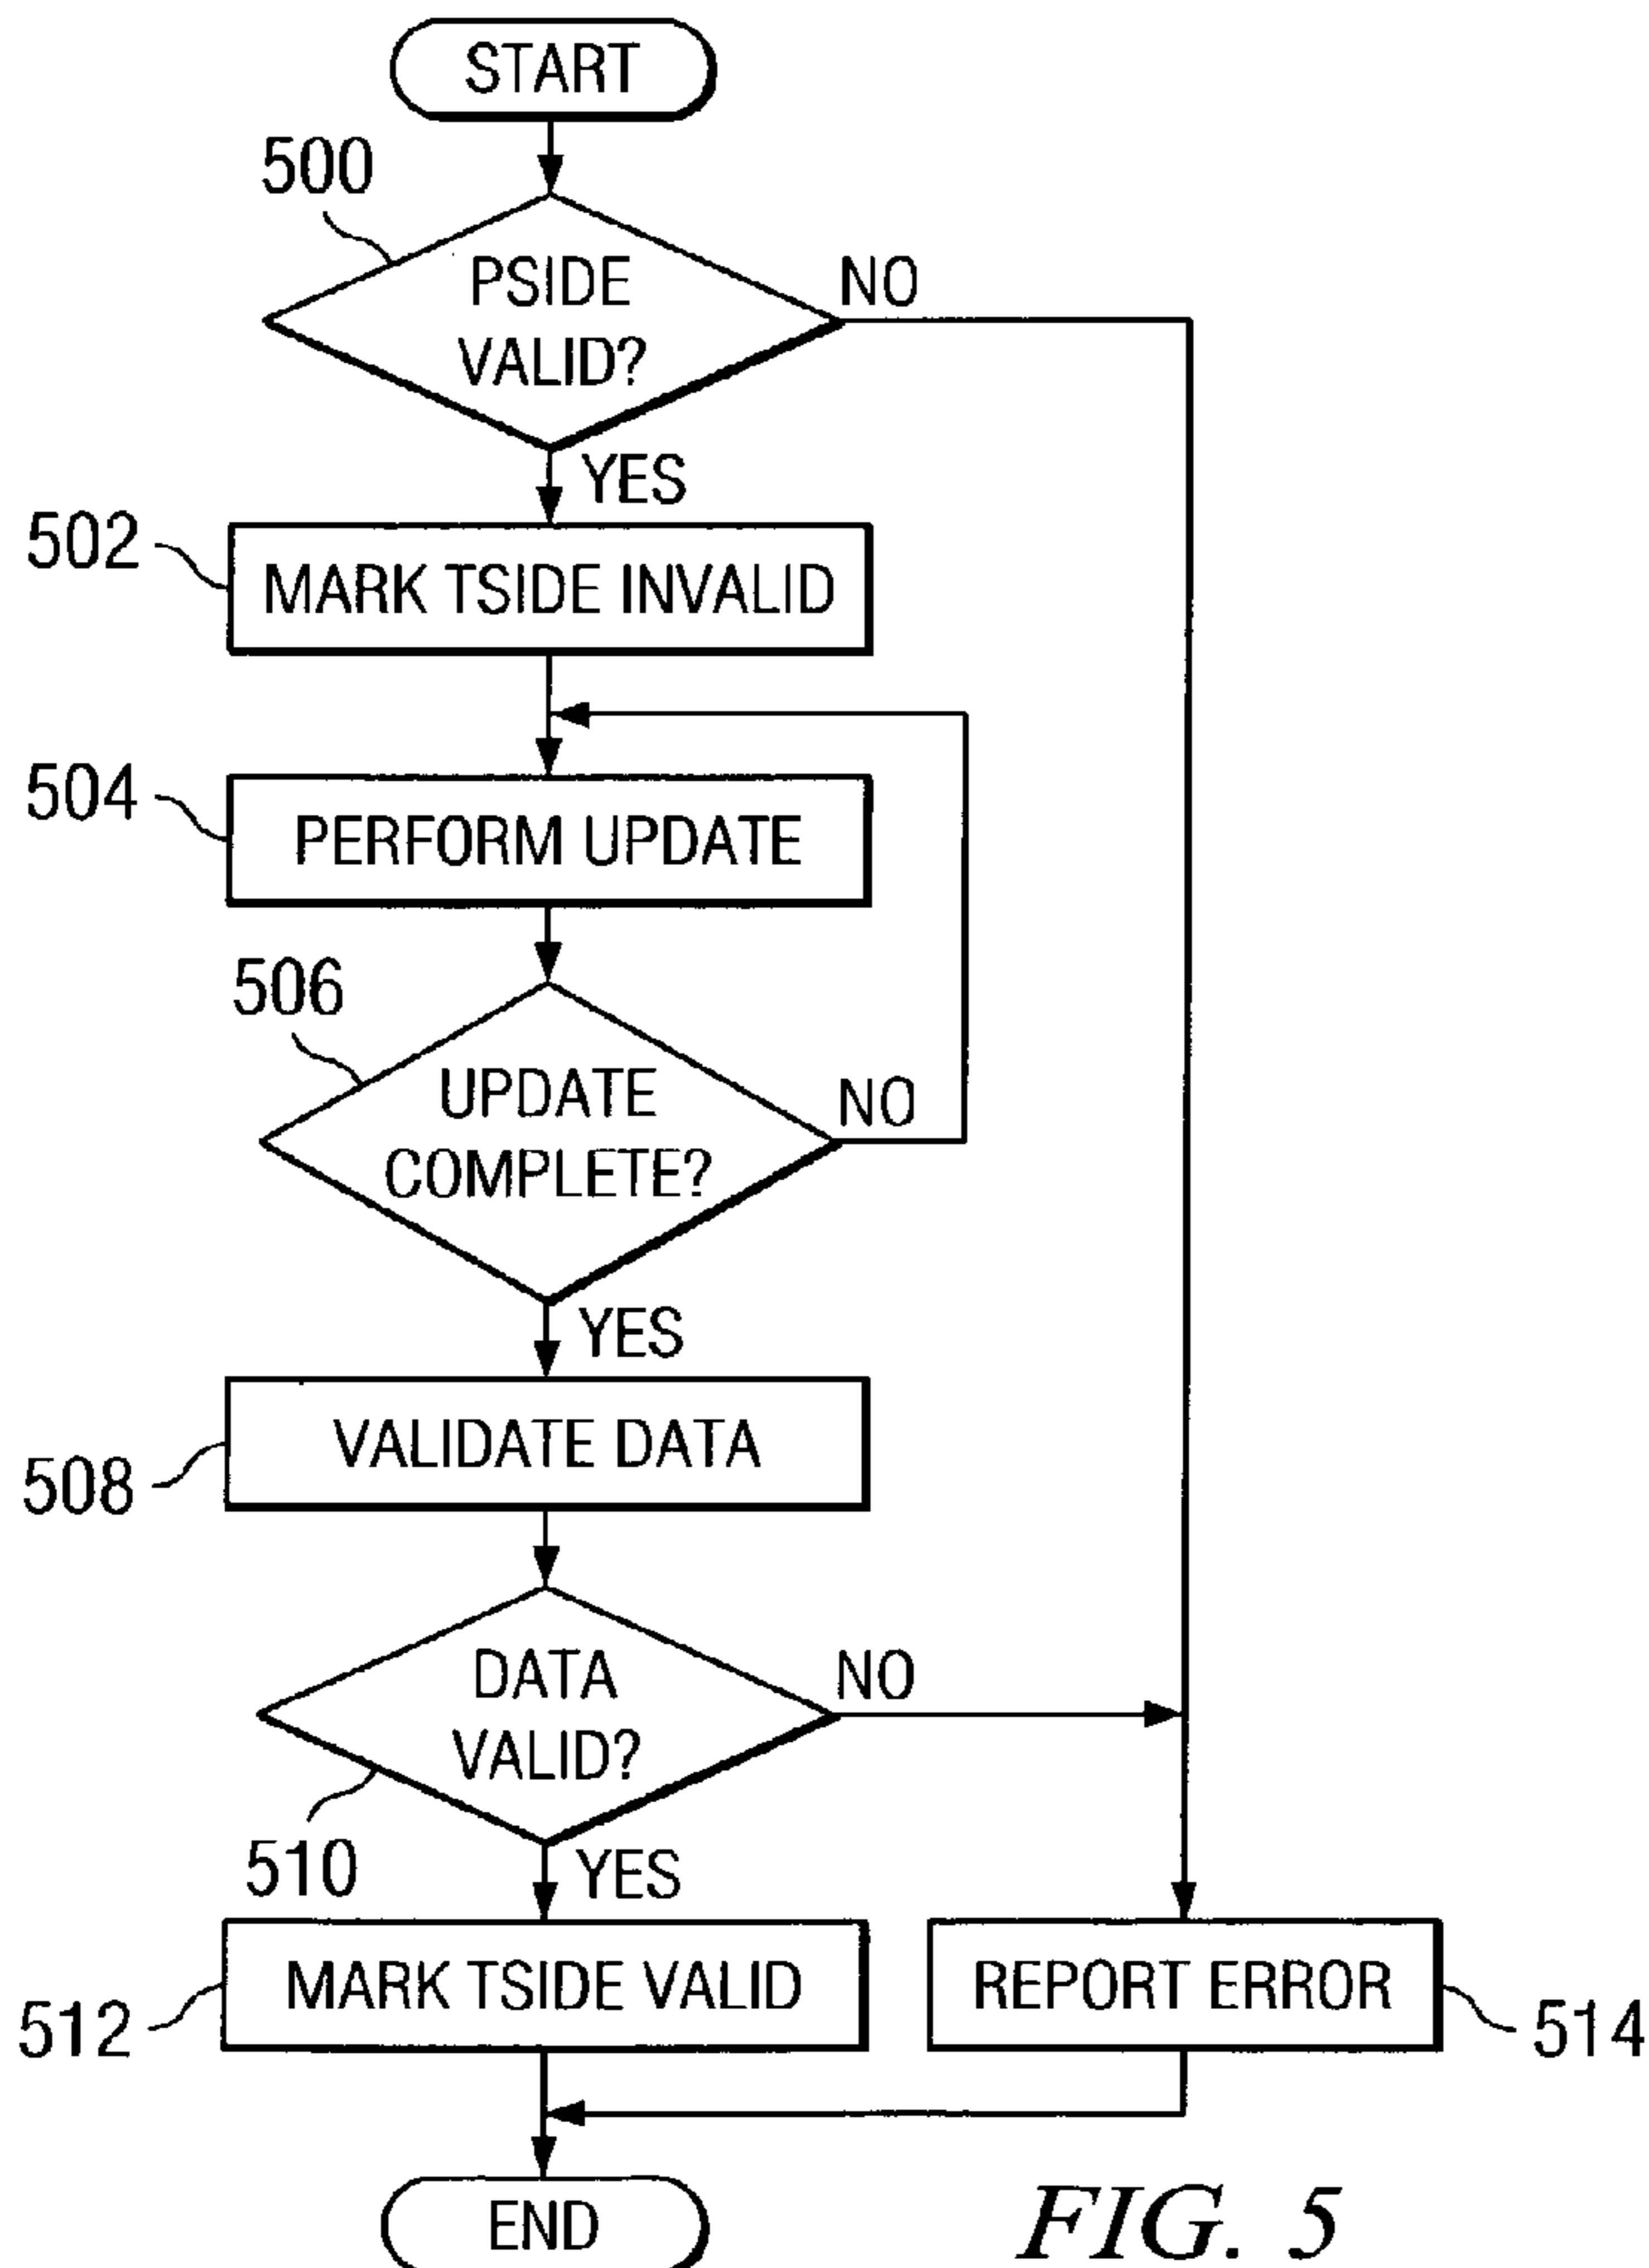 START
500
PSIDE
VALID?
NO
YES
502
MARK TSIDE INVALID
504
PERFORM UPDATE
506
UPDATE
COMPLETE?
NO
YES
508
VALIDATE DATA
DATA
VALID?
NO
510
YES
512
MARK TSIDE VALID
REPORT ERROR
514
END
FIG. 5